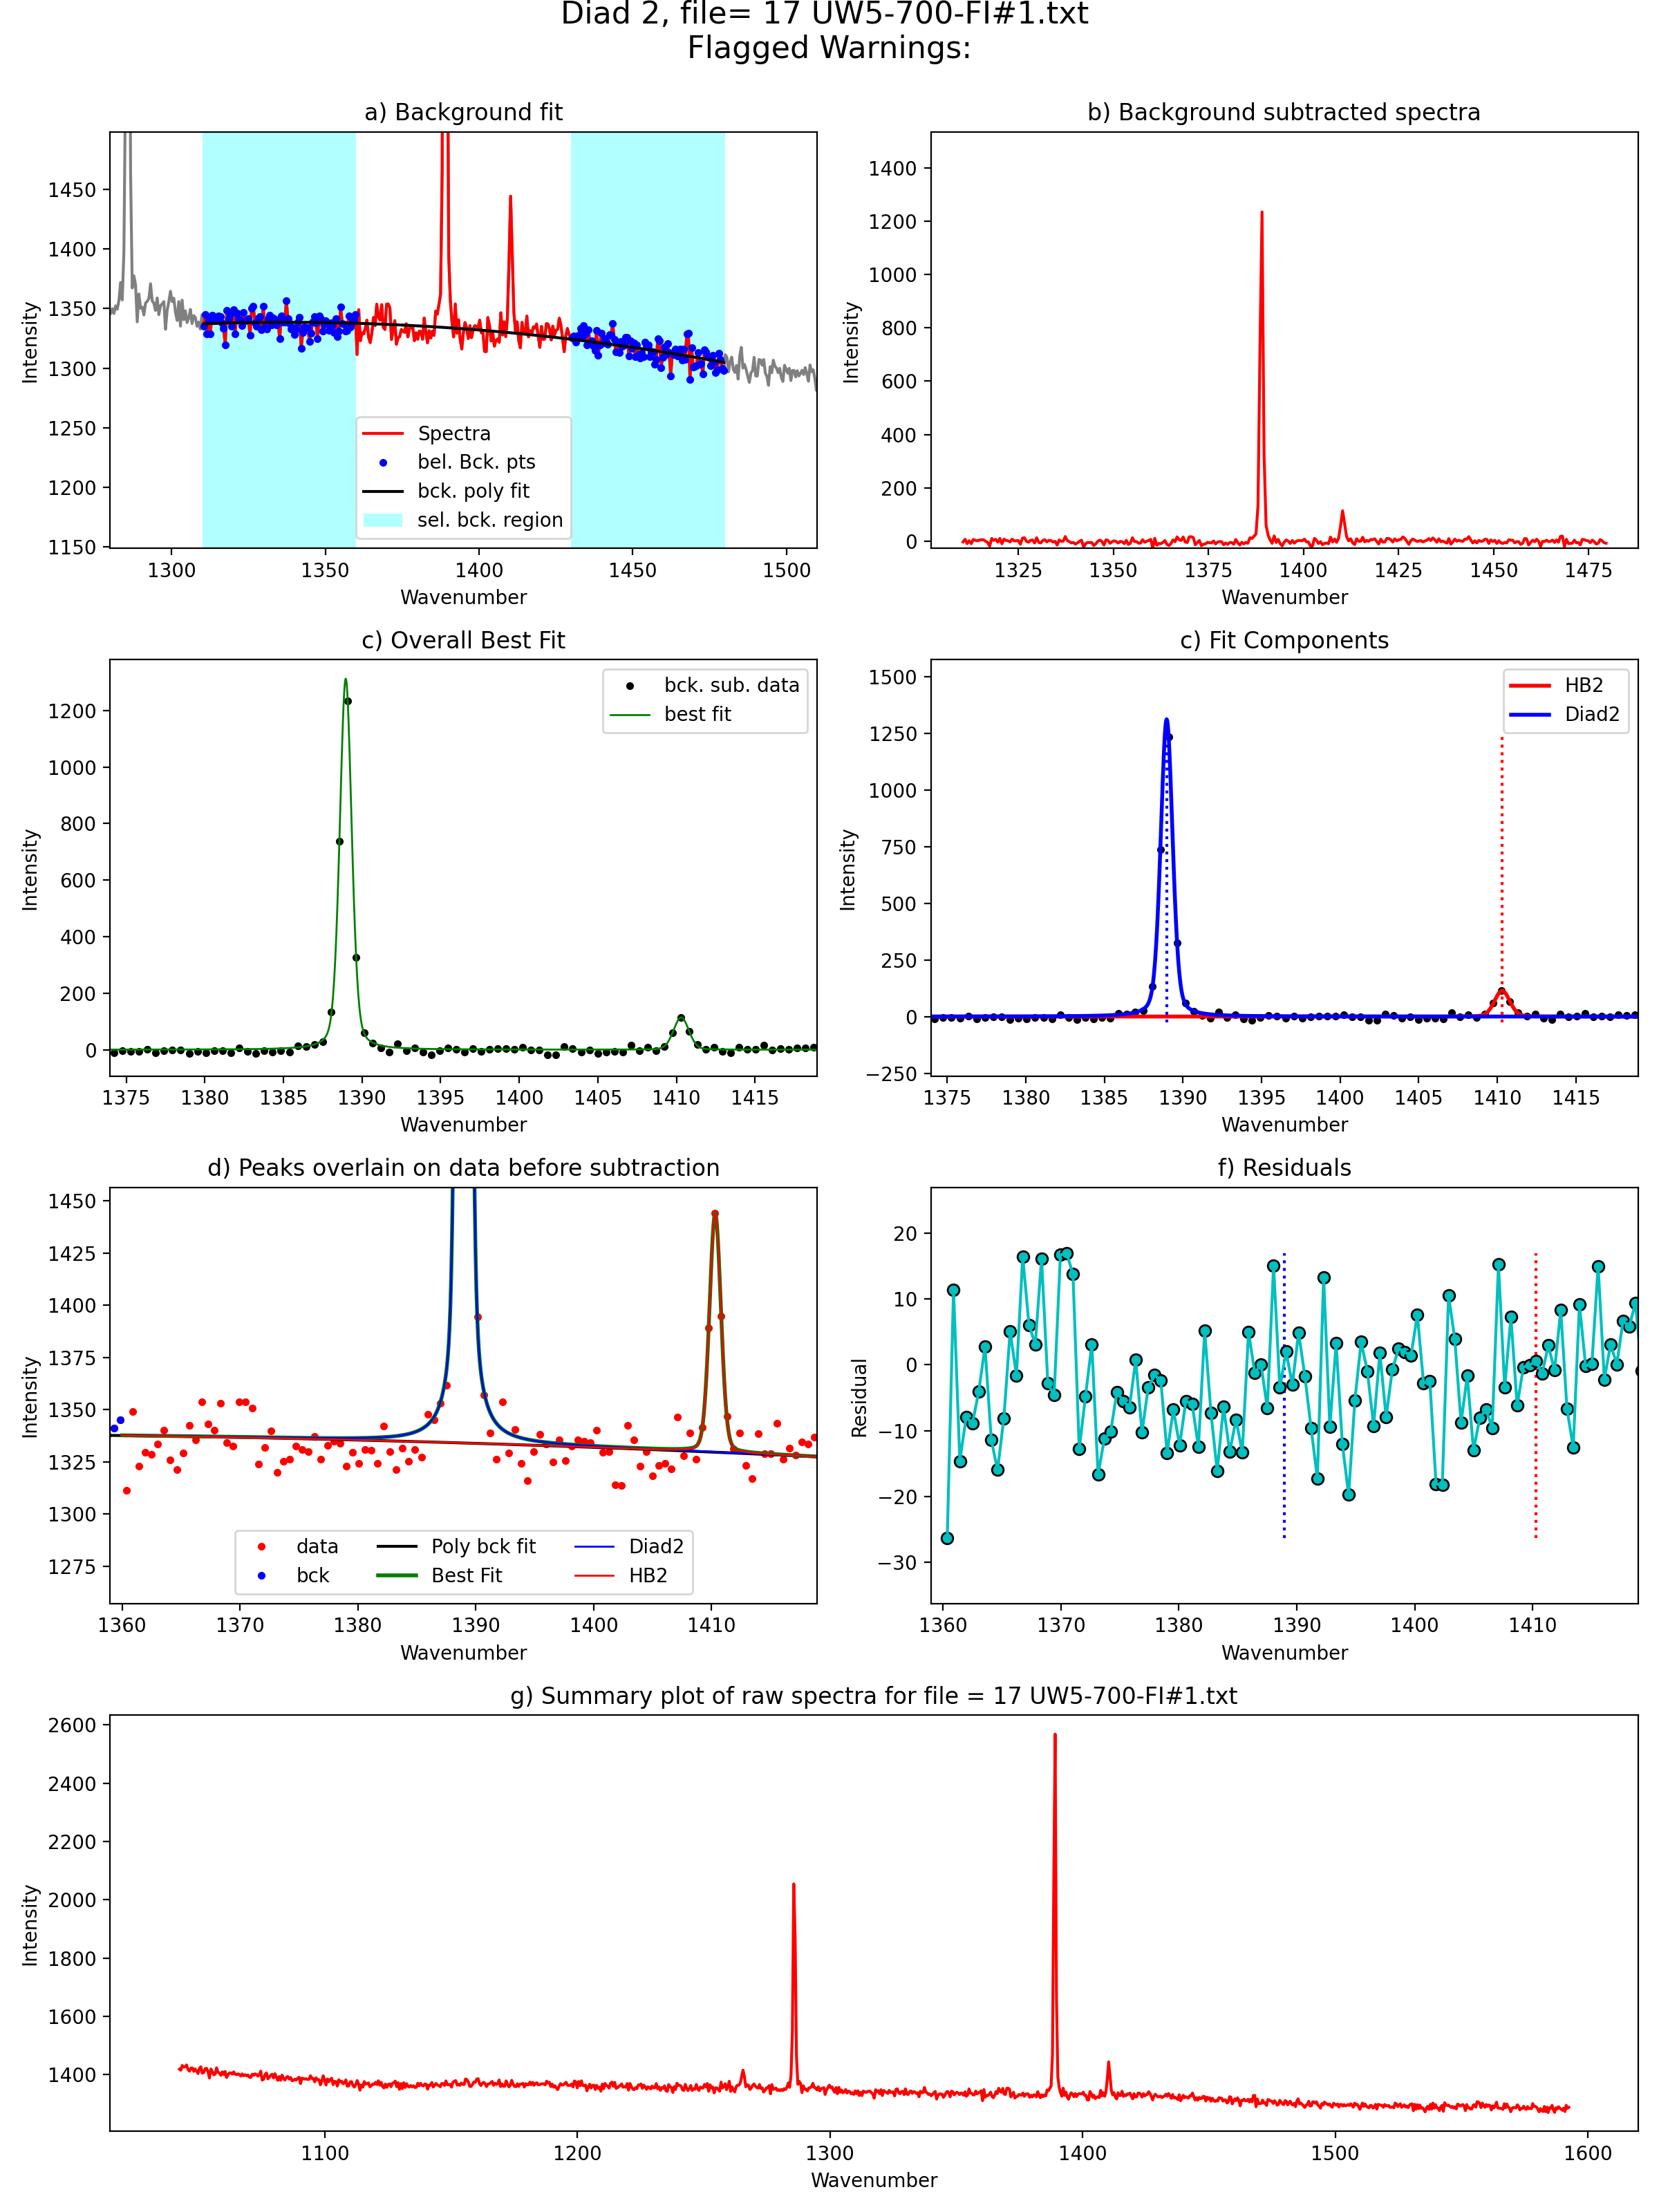 Diad 2, file= 17 UW5-700-FI#1.txt
Flagged Warnings:
a) Background fit
Intensity
1450
1400
1350
1300
1250
1200
1150
Spectra
bel. Bck. pts
bck. poly fit
sel. bck. region
1300 1350 1400 1450 1500
Wavenumber
b) Background subtracted spectra
Intensity
1400
1200
1000
800
600
400
200
0
1325 1350 1375 1400 1425 1450 1475
Wavenumber
c) Overall Best Fit
Intensity
1200
1000
800
600
400
200
0
bck. sub. data
best fit
1375 1380 1385 1390 1395 1400 1405 1410 1415
Wavenumber
c) Fit Components
Intensity
1500
1250
1000
750
500
250
0
−250
HB2
Diad2
1375 1380 1385 1390 1395 1400 1405 1410 1415
Wavenumber
d) Peaks overlain on data before subtraction
Intensity
1450
1425
1400
1375
1350
1325
1300
1275
data Poly bck fit Diad2
bck Best Fit HB2
1360 1370 1380 1390 1400 1410
Wavenumber
f) Residuals
Residual
20
10
0
−10
−20
−30
1360 1370 1380 1390 1400 1410
Wavenumber
g) Summary plot of raw spectra for file = 17 UW5-700-FI#1.txt
Intensity
2600
2400
2200
2000
1800
1600
1400
1100 1200 1300 1400 1500 1600
Wavenumber